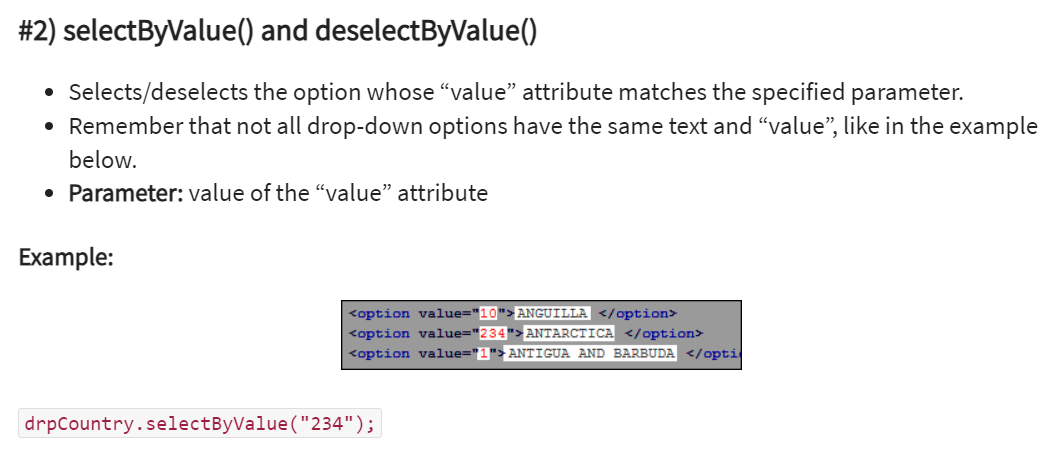 #2) selectByValue() and deselectByValue()
• Selects/deselects the option whose “value” attribute matches the specified parameter.
• Remember that not all drop-down options have the same text and “value”, like in the example
below.
• Parameter: value of the “value” attribute
Example:
<option value="10">ANGUILLA </option>
<option value="234">ANTARCTICA </option>
<option value="1">ANTIGUA AND BARBUDA </opti
drpCountry.selectByValue("234");